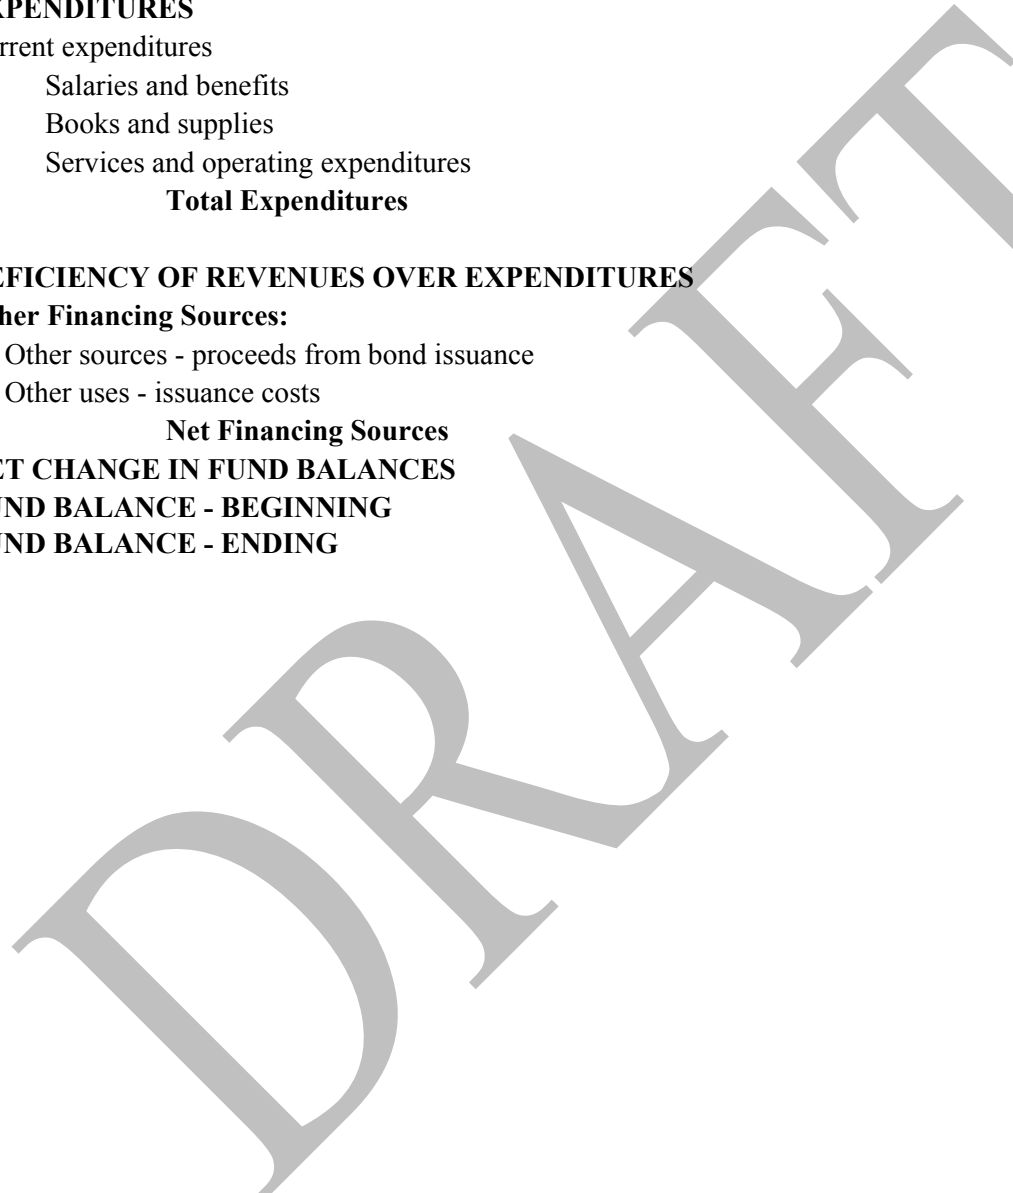 XPENDITURES
rrent expenditures
Salaries and benefits
Books and supplies
Services and operating expenditures
Total Expenditures
EFICIENCY OF REVENUES OVER EXPENDITURES
her Financing Sources:
Other sources - proceeds from bond issuance
Other uses - issuance costs
Net Financing Sources
ET CHANGE IN FUND BALANCES
UND BALANCE - BEGINNING
UND BALANCE - ENDING
DRAFT